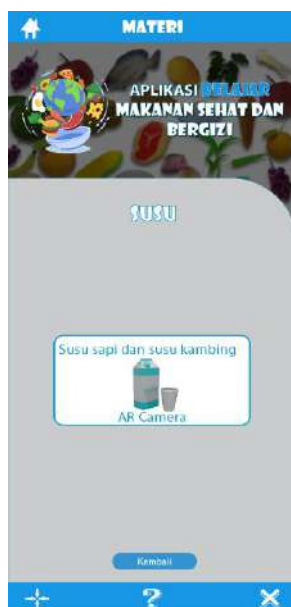 MATERI
APLIKASI BELAJAR
MAKANAN SEHAT DAN
BERGIZI
SUSU
Susu sapi dan susu kambing
AR Camera
Kembali
?